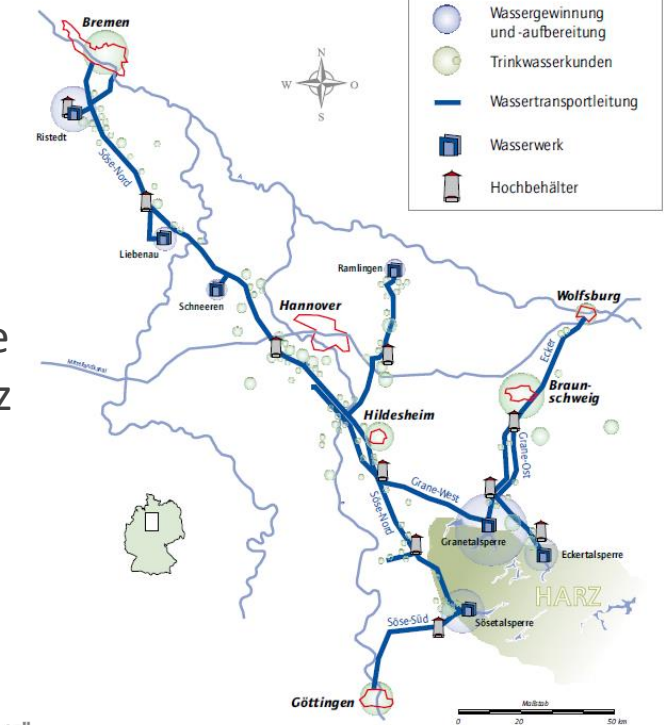 Wassergewinnung
und -aufbereitung
Trinkwasserkunden
Wassertransportleitung
Wasserwerk
Hochbehälter
Bremen
N
W
O
S
Ristedt
Söse-Nord
Liebenau
Ramlingen
Schneeren
Hannover
Wolfsburg
Ecker
Mittellandkanal
Braun-
schweig
Hildesheim
Grane-Ost
Grane-West
Söse-Nord
Granetalsperre
Eckertalsperre
HARZ
Söse-Süd
Sösetalsperre
Göttingen
Maßstab
0 20 50 km
e
z